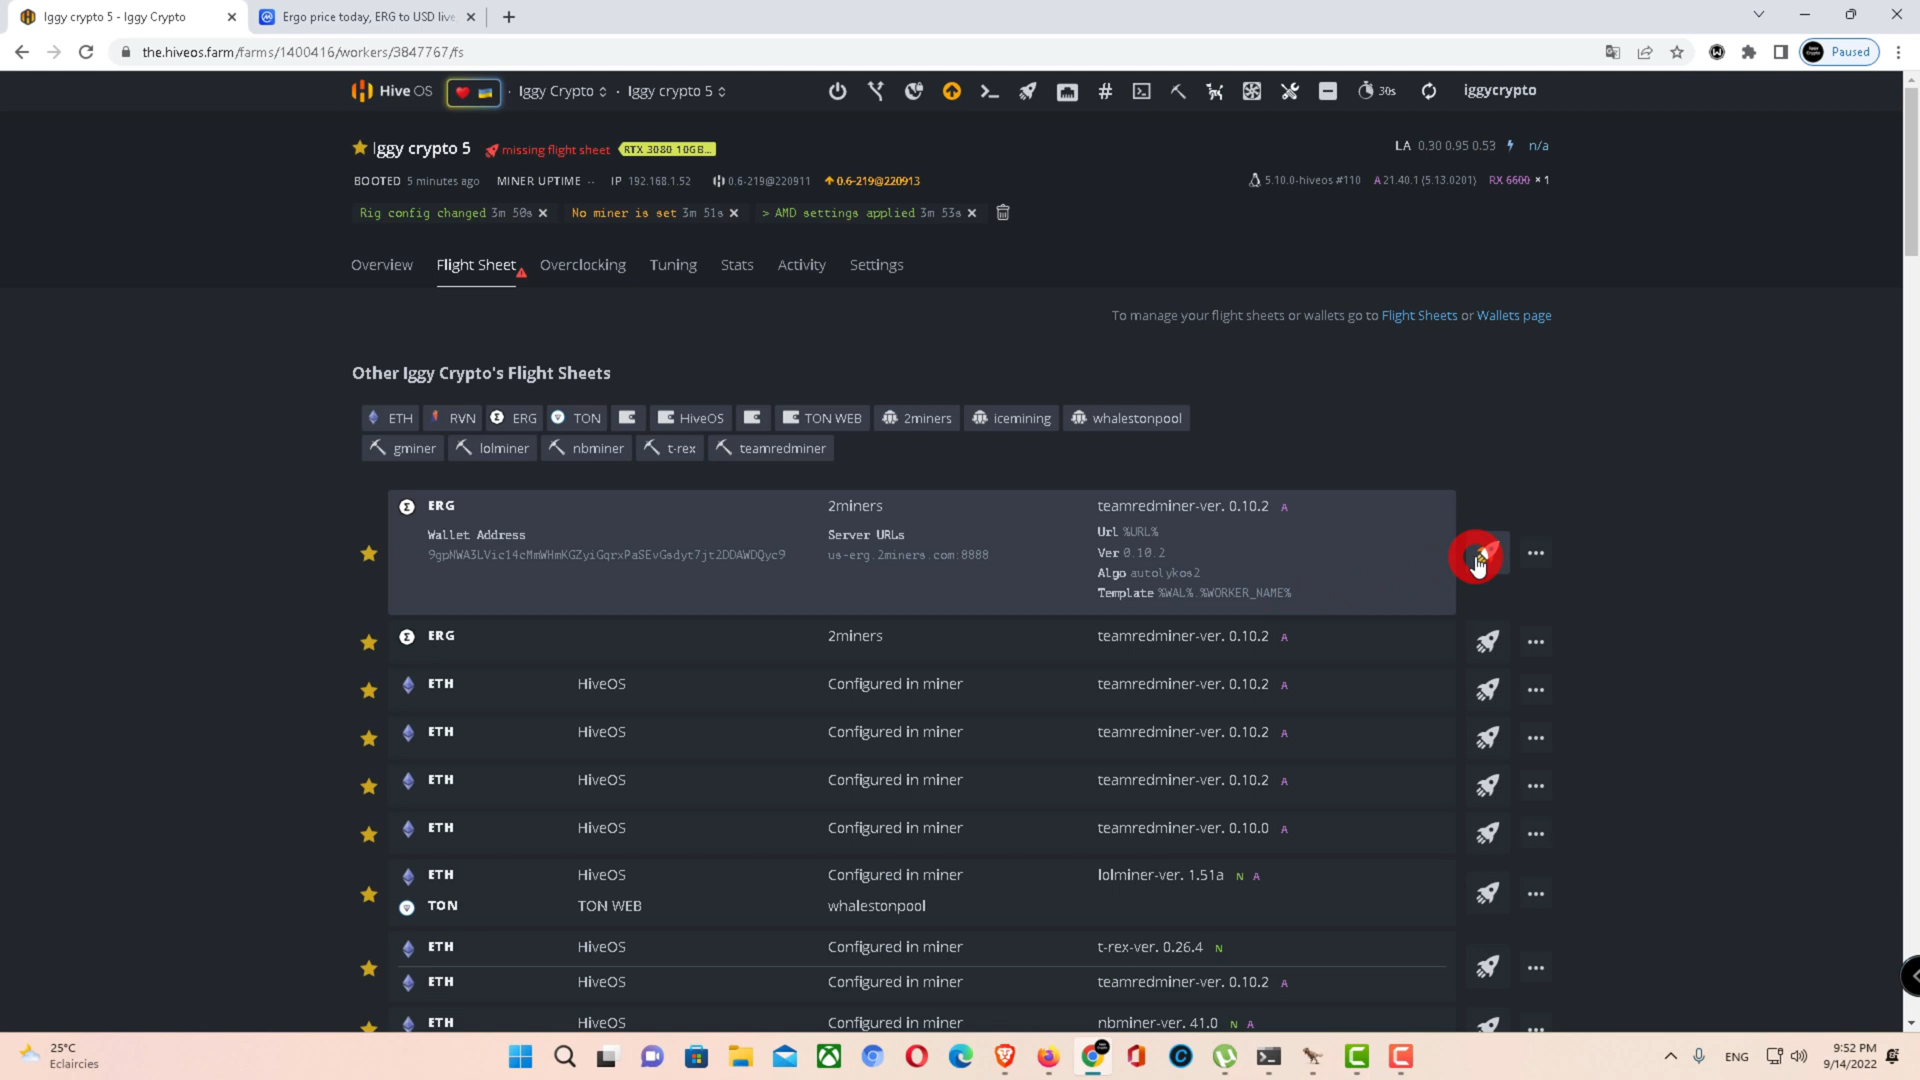 Iggy crypto 5 - Iggy Crypto
Ergo price today, ERG to USD live,
the.hiveos.farm/farms/1400416/workers/3847767/fs
Paused
Hive OS · Iggy Crypto · Iggy crypto 5
30s
iggycrypto
Iggy crypto 5 missing flight sheet RTX 3080 10GB...
LA 0.30 0.95 0.53 n/a
BOOTED 5 minutes ago MINER UPTIME -- IP 192.168.1.52 0.6-219@220911 0.6-219@220913
5.10.0-hiveos #110 A 21.40.1 (5.13.0201) RX 6600 × 1
Rig config changed 3m 50s No miner is set 3m 51s > AMD settings applied 3m 53s
Overview Flight Sheet Overclocking Tuning Stats Activity Settings
To manage your flight sheets or wallets go to Flight Sheets or Wallets page
Other Iggy Crypto's Flight Sheets
ETH RVN ERG TON HiveOS TON WEB 2miners icemining whalestonpool
gminer lolminer nbminer t-rex teamredminer
ERG 2miners teamredminer-ver. 0.10.2 A
Wallet Address Server URLs Url %URL%
9gpNWA3LVic14cMmWHmKGZyiGqrxPaSEvGsdyt7jt2DDAWDQyc9 us-erg.2miners.com:8888 Ver 0.10.2
Algo autolykos2
Template %WAL%.%WORKER_NAME%
ERG 2miners teamredminer-ver. 0.10.2 A
ETH HiveOS Configured in miner teamredminer-ver. 0.10.2 A
ETH HiveOS Configured in miner teamredminer-ver. 0.10.2 A
ETH HiveOS Configured in miner teamredminer-ver. 0.10.2 A
ETH HiveOS Configured in miner teamredminer-ver. 0.10.0 A
ETH HiveOS Configured in miner lolminer-ver. 1.51a N A
TON TON WEB whalestonpool
ETH HiveOS Configured in miner t-rex-ver. 0.26.4 N
ETH HiveOS Configured in miner teamredminer-ver. 0.10.2 A
ETH HiveOS Configured in miner nbminer-ver. 41.0 N A
25°C
Eclaircies
ENG
9:52 PM
9/14/2022